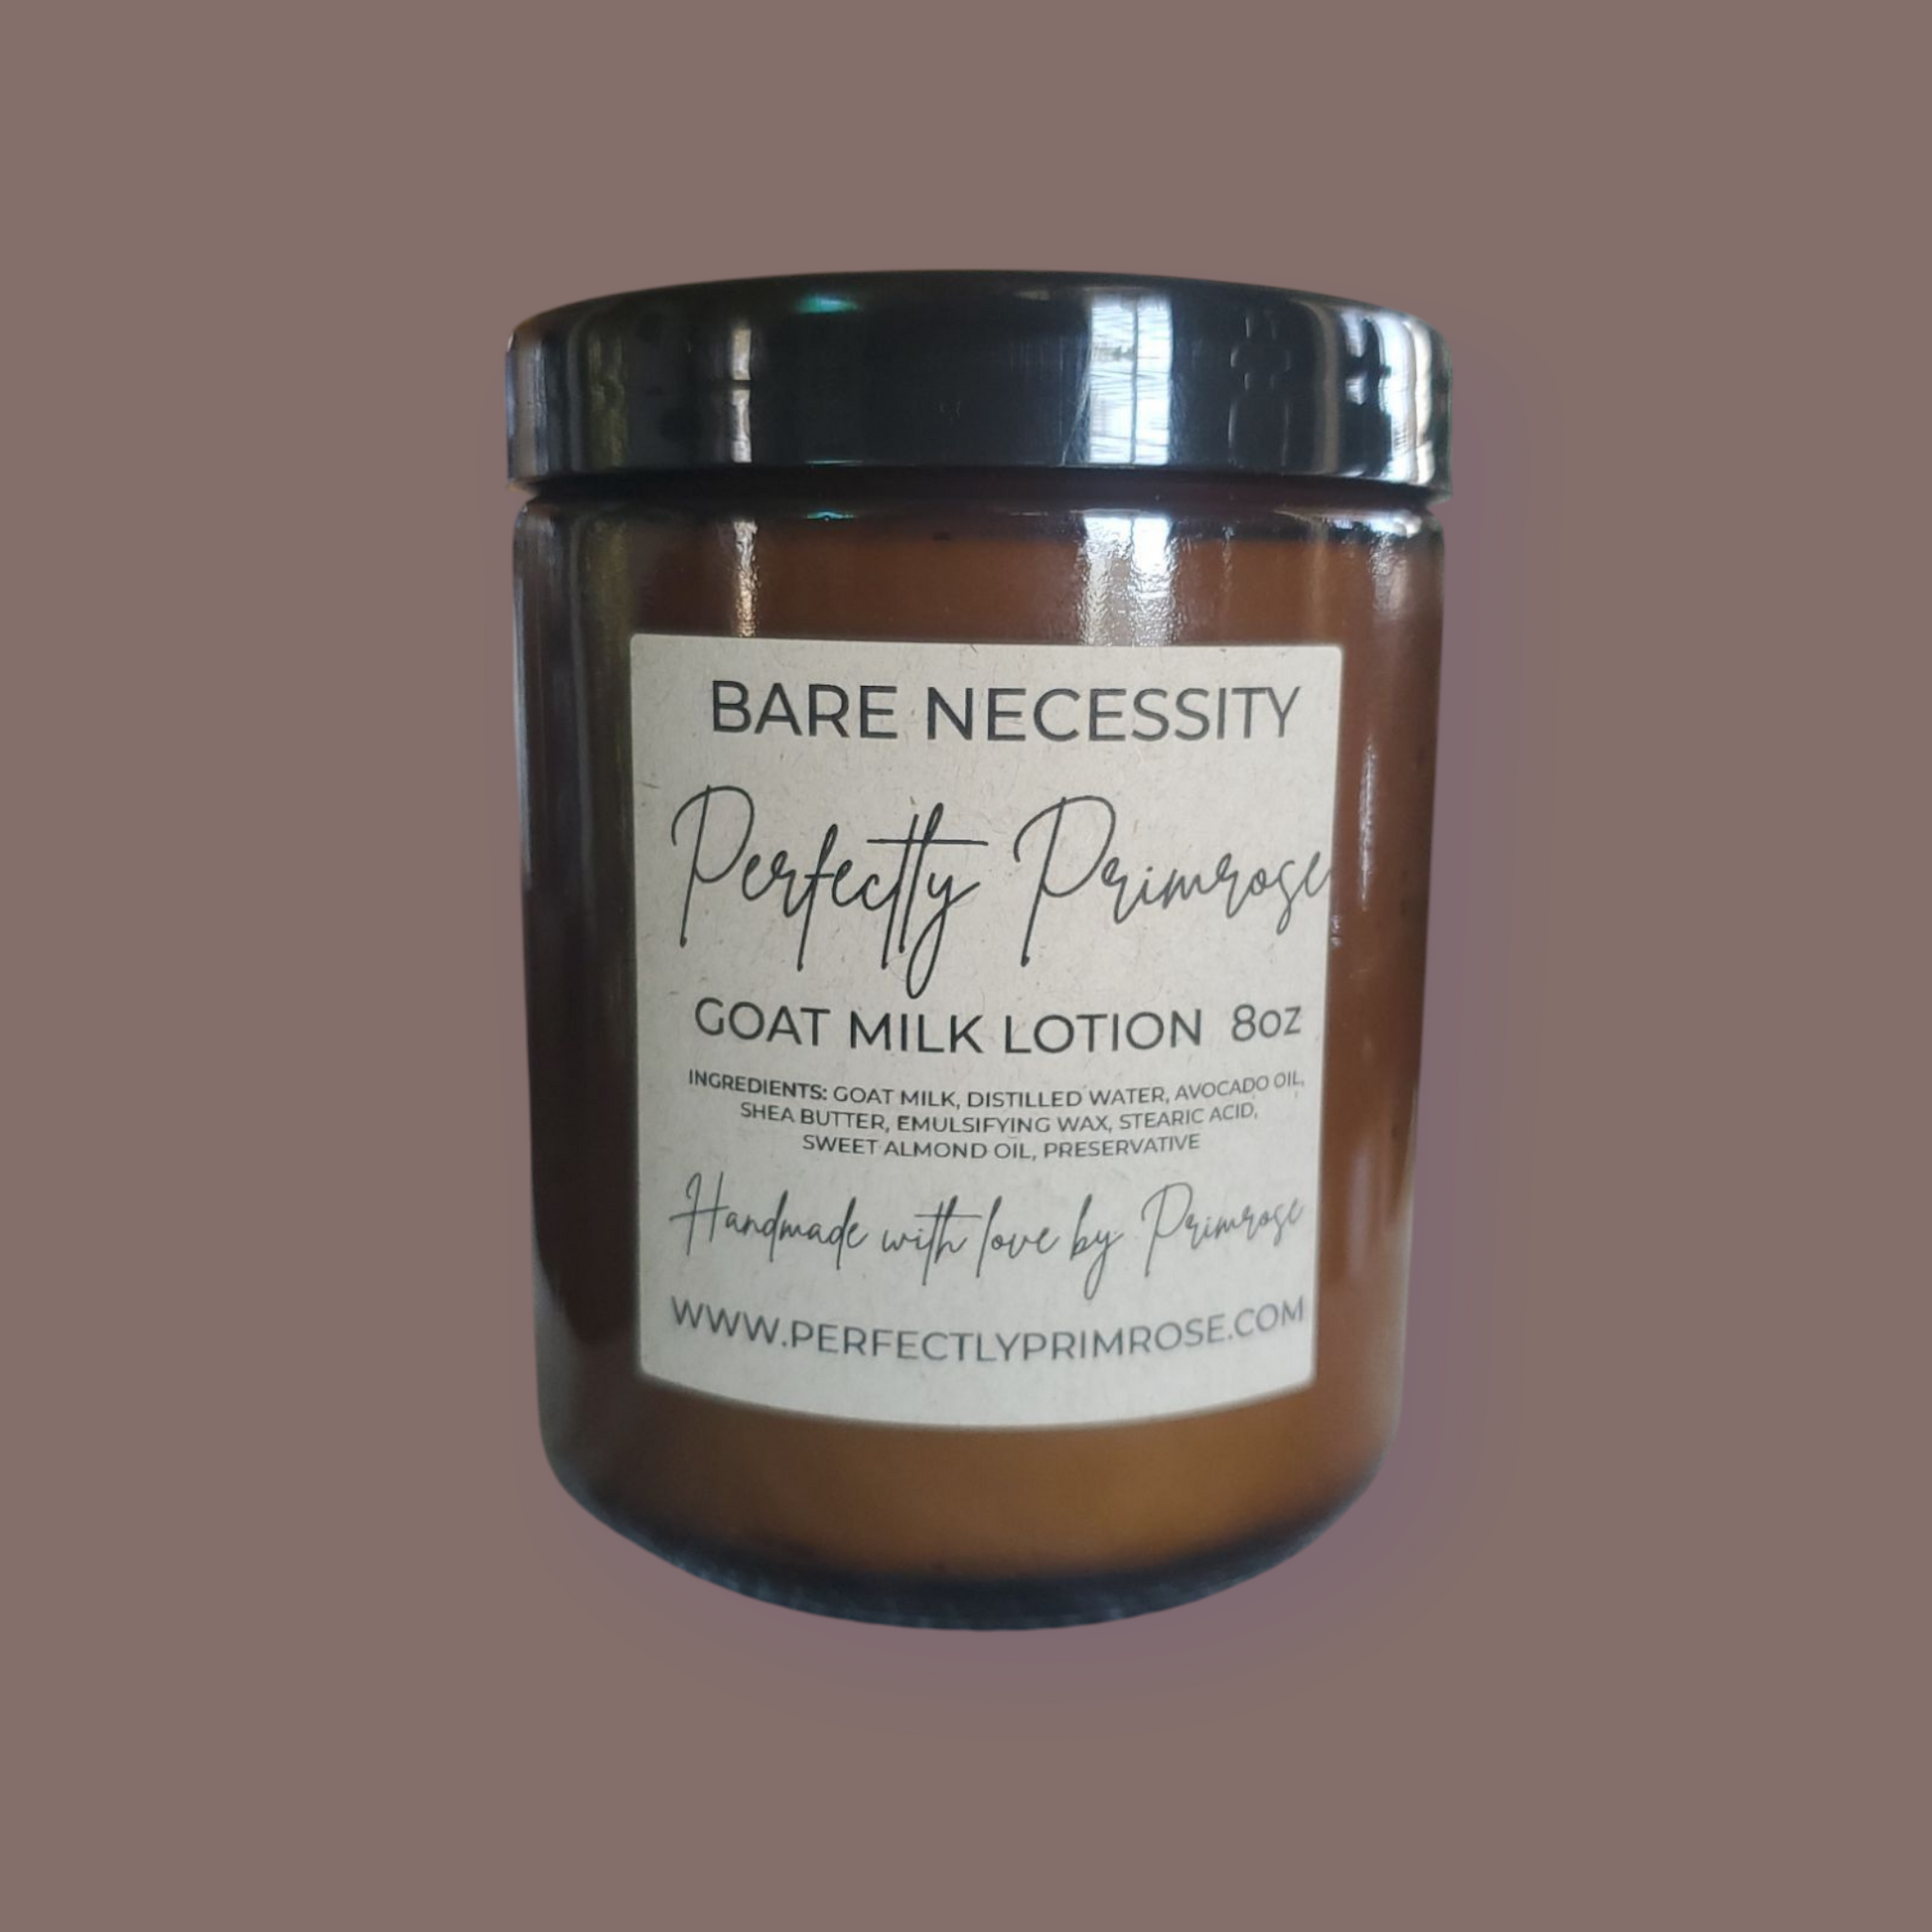 BARE NECESSITY
Perfectly Primrose
GOAT MILK LOTION 8oz
INGREDIENTS: GOAT MILK, DISTILLED WATER, AVOCADO OIL,
SHEA BUTTER, EMULSIFYING WAX, STEARIC ACID,
SWEET ALMOND OIL, PRESERVATIVE
Handmade with love by Primrose
WWW.PERFECTLYPRIMROSE.COM